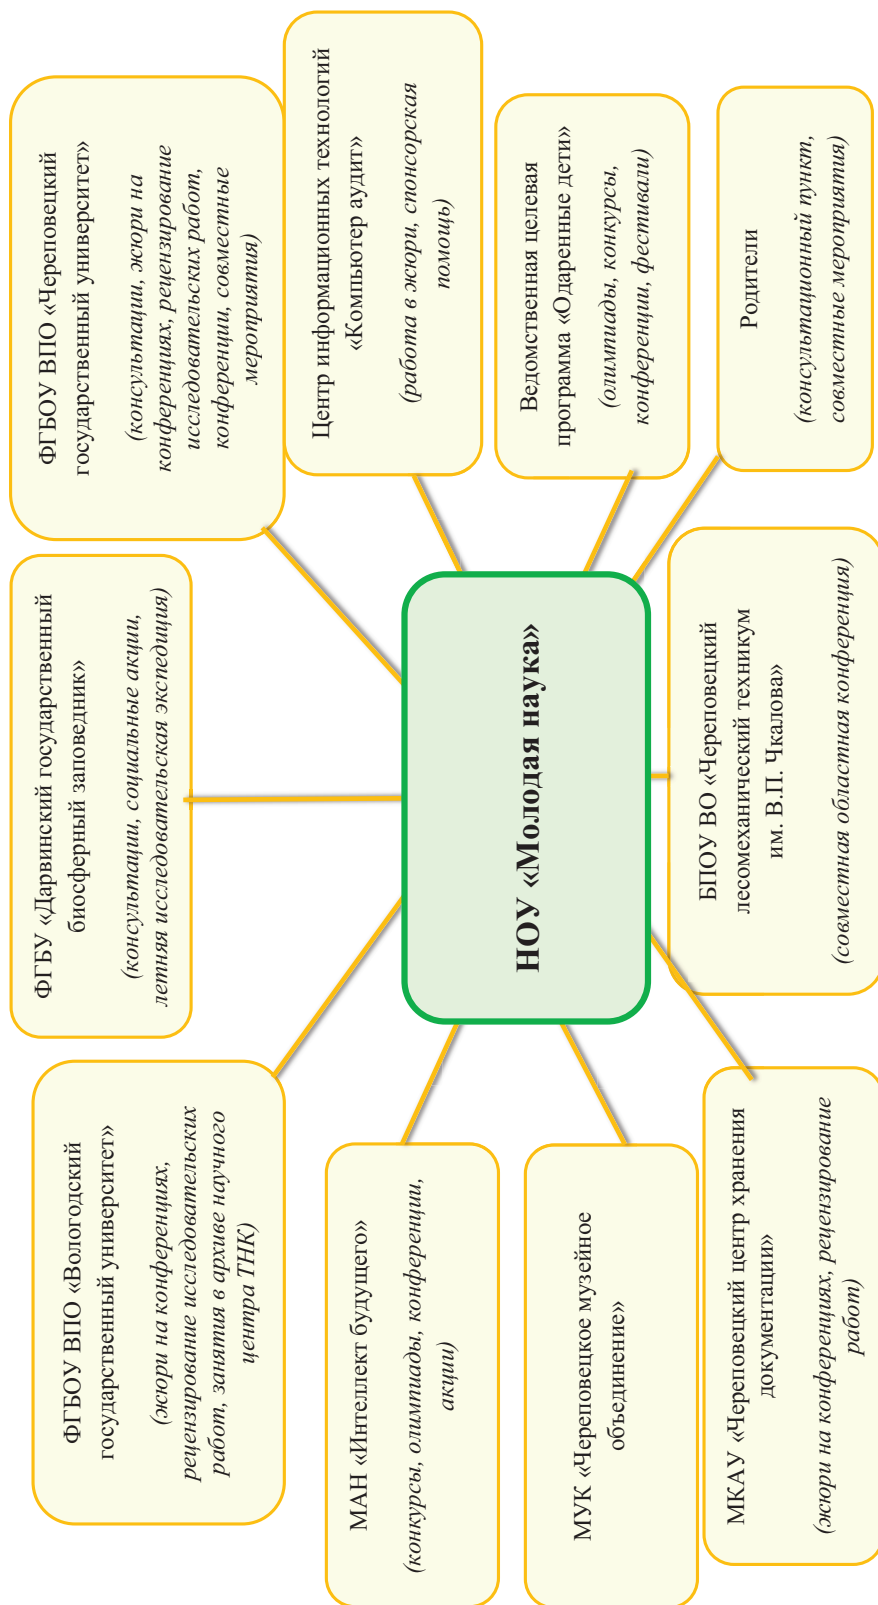 ФГБОУ ВПО «Вологодский
государственный университет»
(жюри на конференциях,
рецензирование исследовательских
работ, занятия в архиве научного
центра ТНК)
ФГБУ «Дарвинский государственный
биосферный заповедник»
(консультации, социальные акции,
летняя исследовательская экспедиция)
ФГБОУ ВПО «Череповецкий
государственный университет»
(консультации, жюри на
конференциях, рецензирование
исследовательских работ,
конференции, совместные
мероприятия)
МАН «Интеллект будущего»
(конкурсы, олимпиады, конференции,
акции)
НОУ «Молодая наука»
Центр информационных технологий
«Компьютер аудит»
(работа в жюри, спонсорская
помощь)
МУК «Череповецкое музейное
объединение»
Ведомственная целевая
программа «Одаренные дети»
(олимпиады, конкурсы,
конференции, фестивали)
МКАУ «Череповецкий центр хранения
документации»
(жюри на конференциях, рецензирование
работ)
БПОУ ВО «Череповецкий
лесомеханический техникум
им. В.П. Чкалова»
(совместная областная конференция)
Родители
(консультационный пункт,
совместные мероприятия)